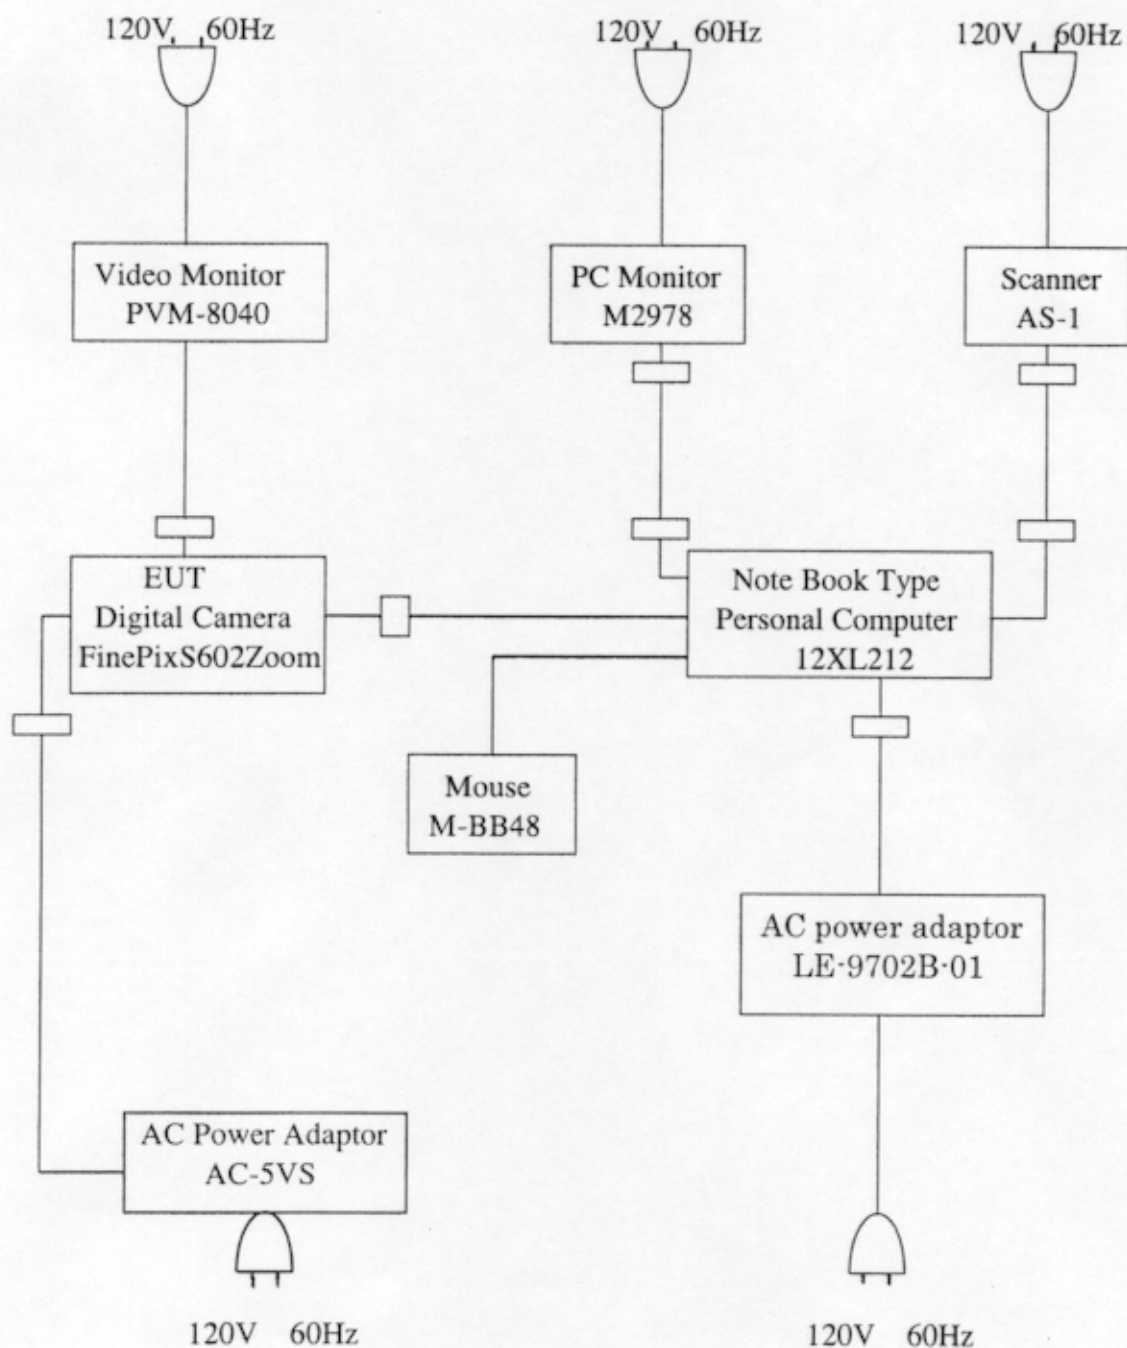 120V 60Hz
120V 60Hz
120V 60Hz
Video Monitor
PVM-8040
PC Monitor
M2978
Scanner
AS-1
EUT
Digital Camera
FinePixS602Zoom
Note Book Type
Personal Computer
12XL212
Mouse
M-BB48
AC power adaptor
LE-9702B-01
AC Power Adaptor
AC-5VS
120V 60Hz
120V 60Hz